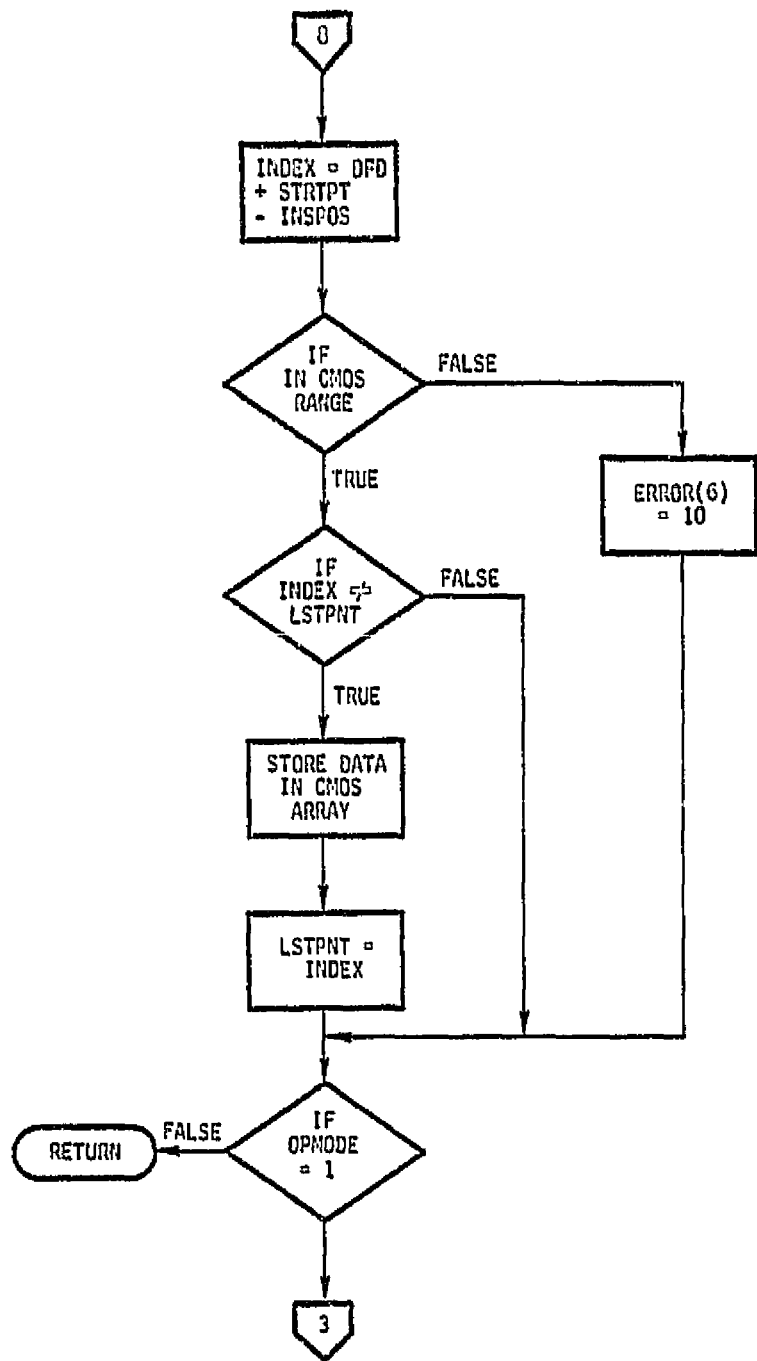 0
INDEX = DFD
+ STRTPT
- INSPOS
IF
IN CMOS
RANGE
FALSE
TRUE
ERROR(6)
= 10
IF
INDEX ≠
LSTPNT
FALSE
TRUE
STORE DATA
IN CMOS
ARRAY
LSTPNT =
INDEX
IF
OPMODE
= 1
FALSE
RETURN
3